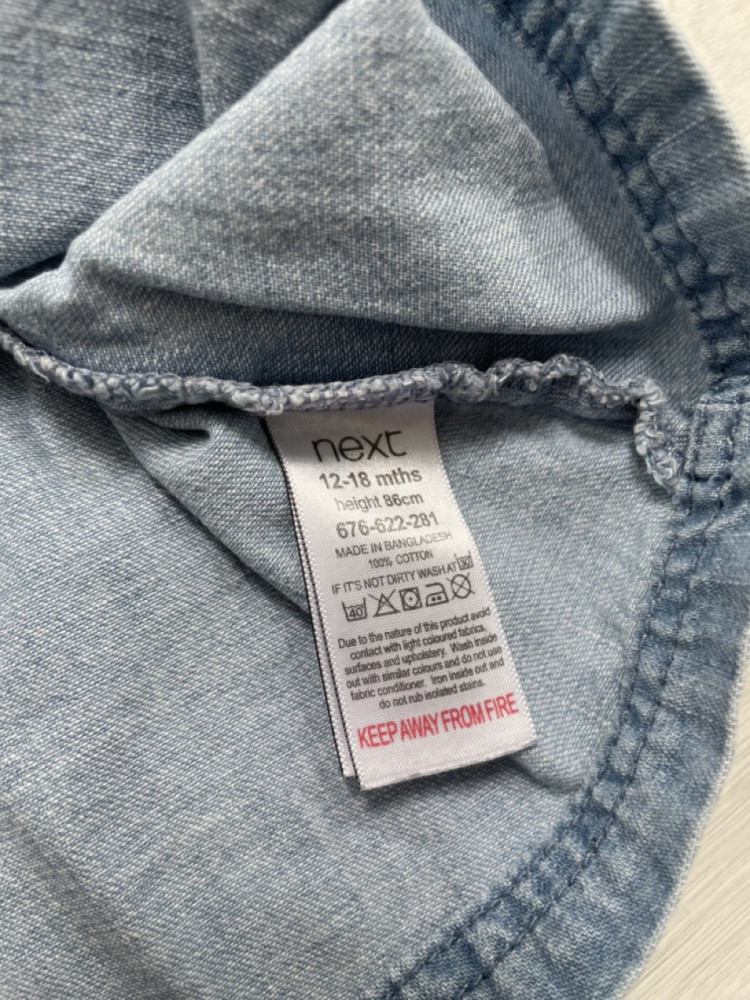 next
12-18 mths
height 86cm
676-622-281
MADE IN BANGLADESH
100% COTTON
IF IT'S NOT DIRTY WASH AT 30
40
Due to the nature of this product avoid
contact with light coloured fabrics,
surfaces and upholstery. Wash inside
out with similar colours and do not use
fabric conditioner. Iron inside out and
do not rub isolated stains.
KEEP AWAY FROM FIRE